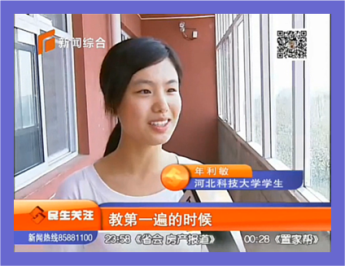 新闻综合
年利敏
河北科技大学学生
民生关注
教第一遍的时候
新闻热线85881100
23:58《省会 房产报道》
00:28《置家帮》